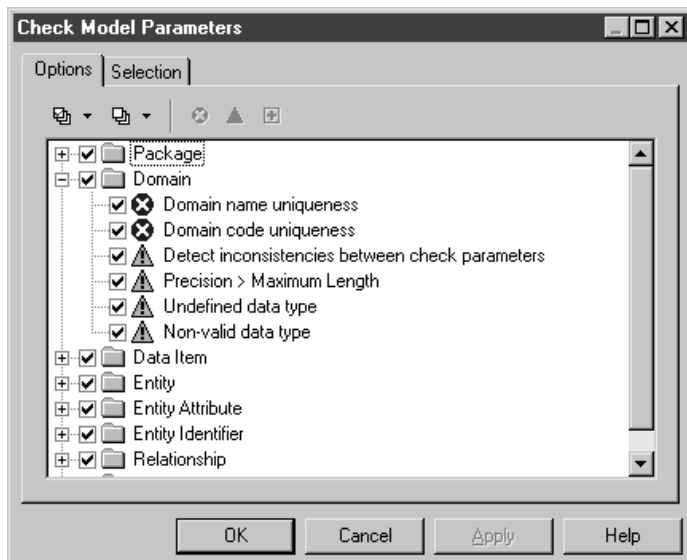 Check Model Parameters
Options
Selection
Package
Domain
Domain name uniqueness
Domain code uniqueness
Detect inconsistencies between check parameters
Precision > Maximum Length
Undefined data type
Non-valid data type
Data Item
Entity
Entity Attribute
Entity Identifier
Relationship
OK
Cancel
Apply
Help